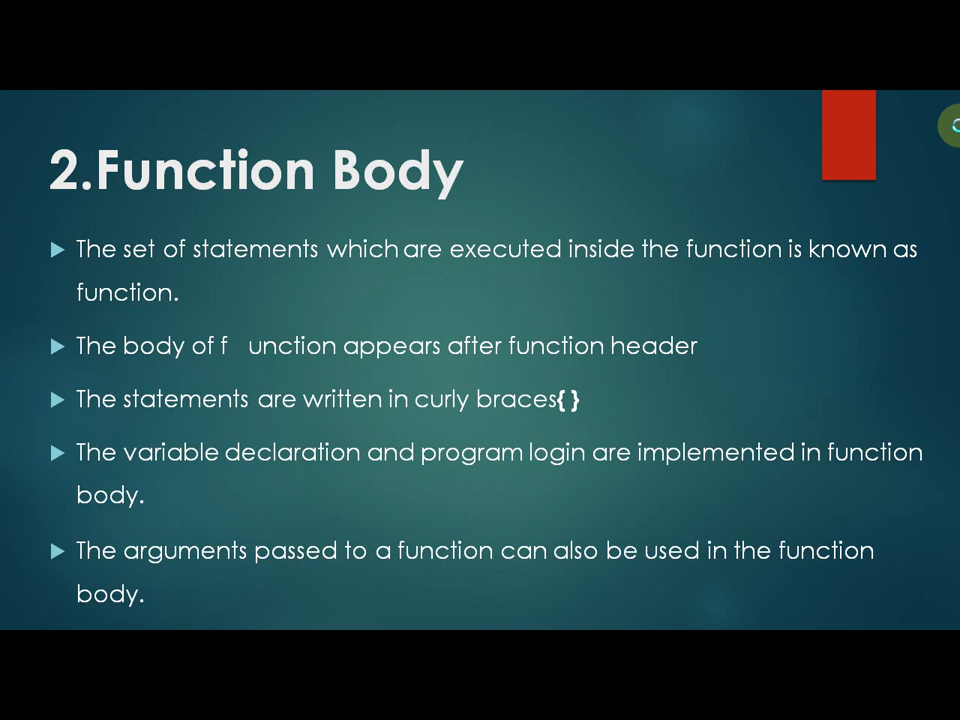 2.Function Body
The set of statements which are executed inside the function is known as
function.
The body of f unction appears after function header
The statements are written in curly braces{ }
The variable declaration and program login are implemented in function
body.
The arguments passed to a function can also be used in the function
body.